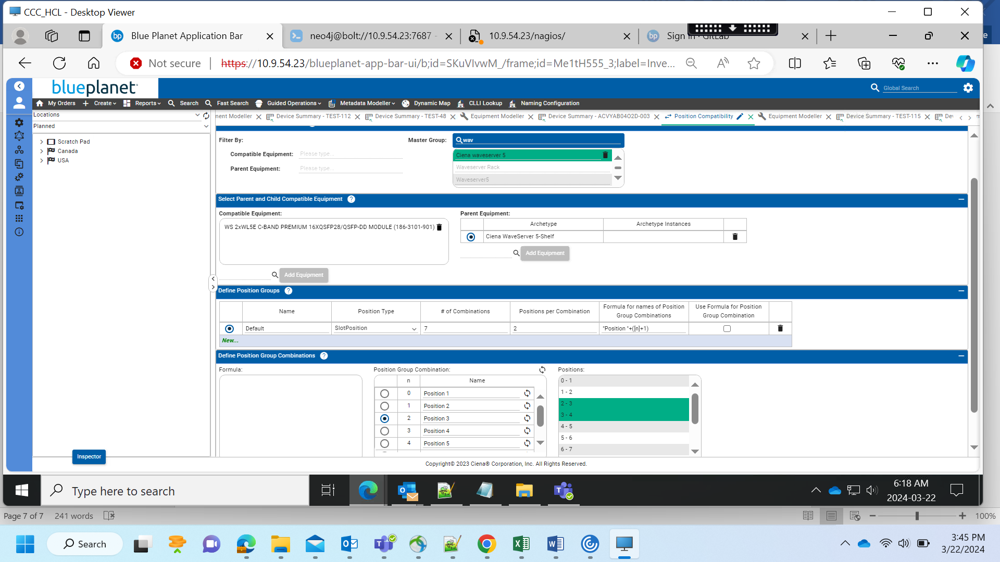 CCC_HCL - Desktop Viewer
Blue Planet Application Bar
neo4j@bolt://10.9.54.23:7687 -
10.9.54.23/nagios/
Sign in · GitLab
Not secure
https://10.9.54.23/blueplanet-app-bar-ui/b;id=SKuVIvwM_/frame;id=Me1tH555_3;label=Inve...
blueplanet
Global Search
My Orders
Create
Reports
Search
Fast Search
Guided Operations
Metadata Modeller
Dynamic Map
CLLI Lookup
Naming Configuration
Locations
Planned
Scratch Pad
Canada
USA
Inspector
nent Modeller
Device Summary - TEST-112
Device Summary - TEST-48
Equipment Modeller
Device Summary - ACVYAB04O2D-003
Position Compatibility
Equipment Modeller
Device Summary - TEST-115
Filter By:
Compatible Equipment:
Please type...
Parent Equipment:
Please type...
Master Group:
wav
Ciena waveserver 5
Waveserver Rack
Waveserver5
Select Parent and Child Compatible Equipment
?
Compatible Equipment:
WS 2xWL5E C-BAND PREMIUM 16XQSFP28/QSFP-DD MODULE (186-3101-901)
Add Equipment
Parent Equipment:
Archetype
Archetype Instances
Ciena WaveServer 5-Shelf
Add Equipment
Define Position Groups
?
Name
Position Type
# of Combinations
Positions per Combination
Formula for names of Position Group Combinations
Use Formula for Position Group Combination
Default
SlotPosition
7
2
"Position "+([n]+1)
New...
Define Position Group Combinations
?
Formula:
Position Group Combination:
n
Name
0
Position 1
1
Position 2
2
Position 3
3
Position 4
4
Position 5
Positions:
0 - 1
1 - 2
2 - 3
3 - 4
4 - 5
5 - 6
6 - 7
Copyright© 2023 Ciena® Corporation, Inc. All Rights Reserved.
Type here to search
6:18 AM
2024-03-22
Page 7 of 7
241 words
100%
Search
3:45 PM
3/22/2024